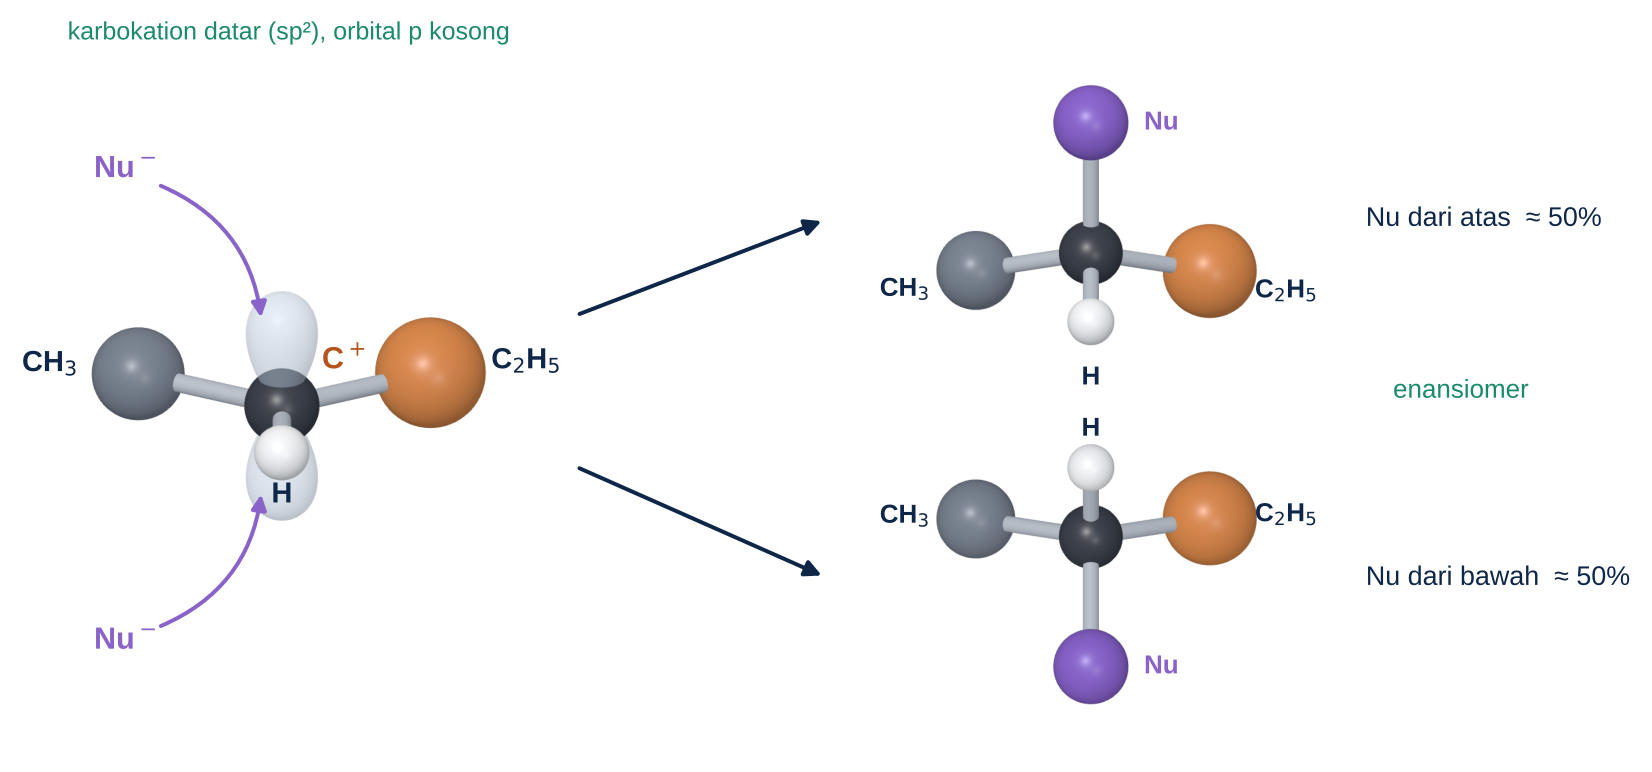 karbokation datar (sp²), orbital p kosong
Nu⁻
CH₃
C⁺
C₂H₅
H
Nu⁻
Nu
Nu dari atas ≈ 50%
CH₃
C₂H₅
H
enansiomer
H
CH₃
C₂H₅
Nu dari bawah ≈ 50%
Nu